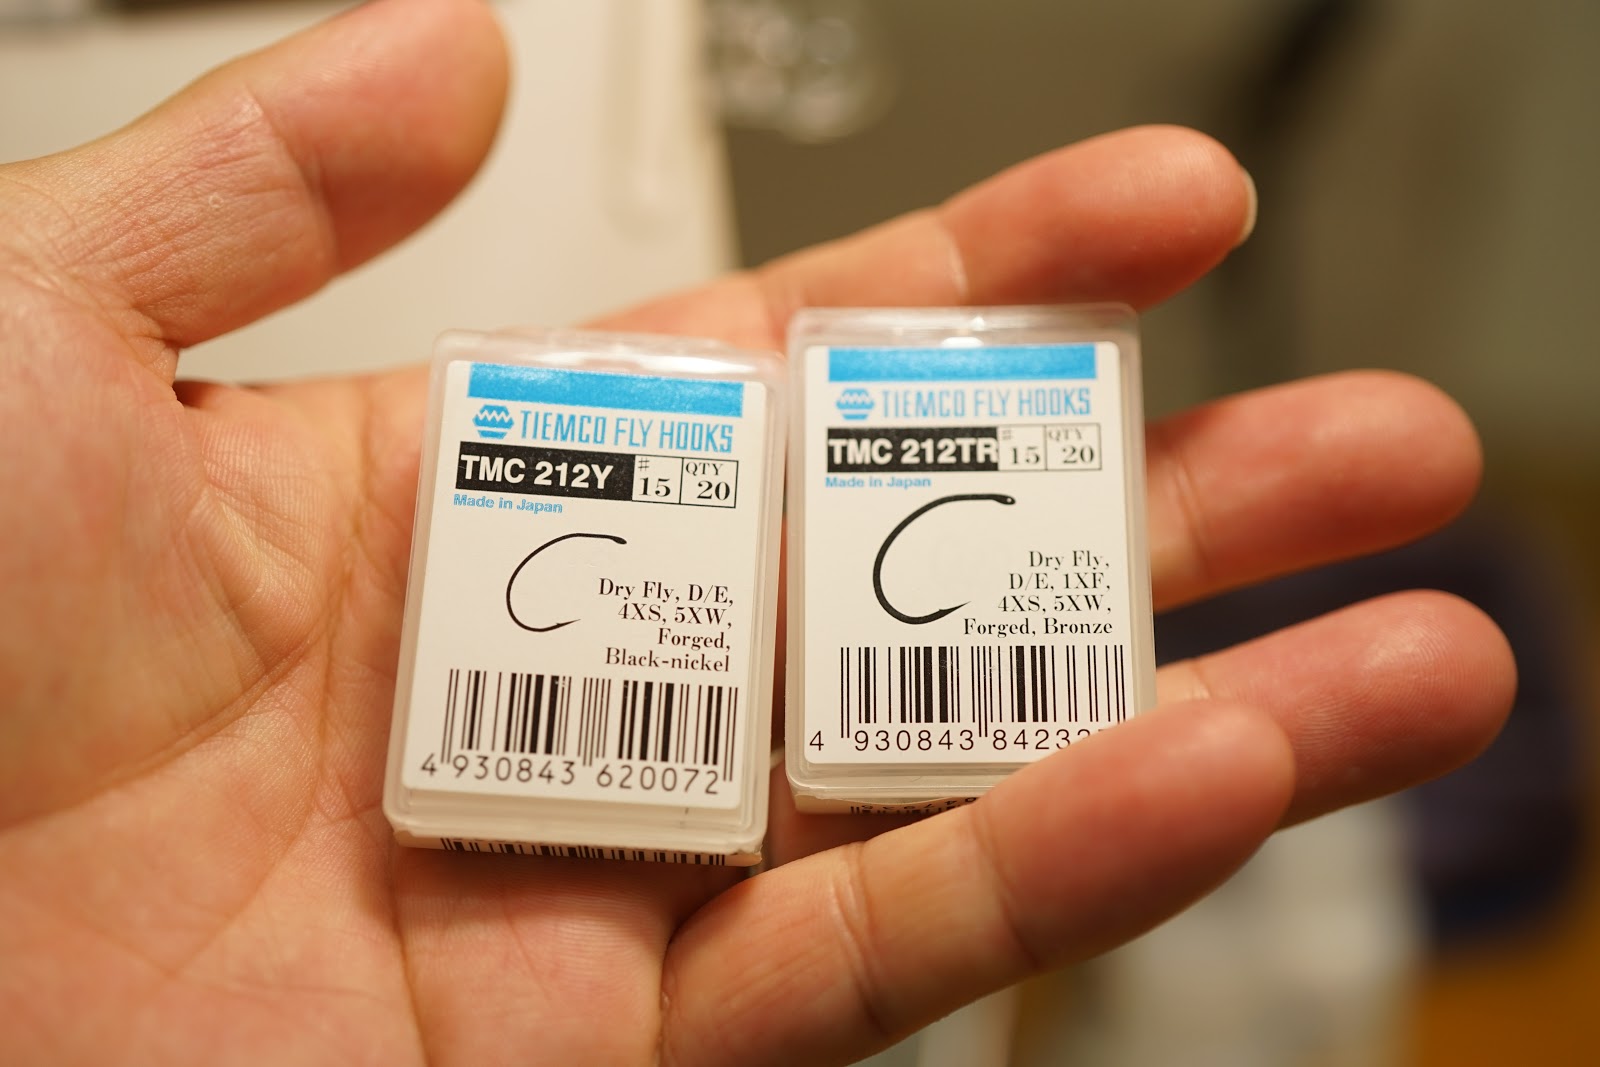 TIEMCO FLY HOOKS
TMC 212Y # 15 QTY 20
Made in Japan
Dry Fly, D/E,
4XS, 5XW,
Forged,
Black-nickel
4 930843 620072
TIEMCO FLY HOOKS
TMC 212TR # 15 QTY 20
Made in Japan
Dry Fly,
D/E, 1XF,
4XS, 5XW,
Forged, Bronze
4 930843